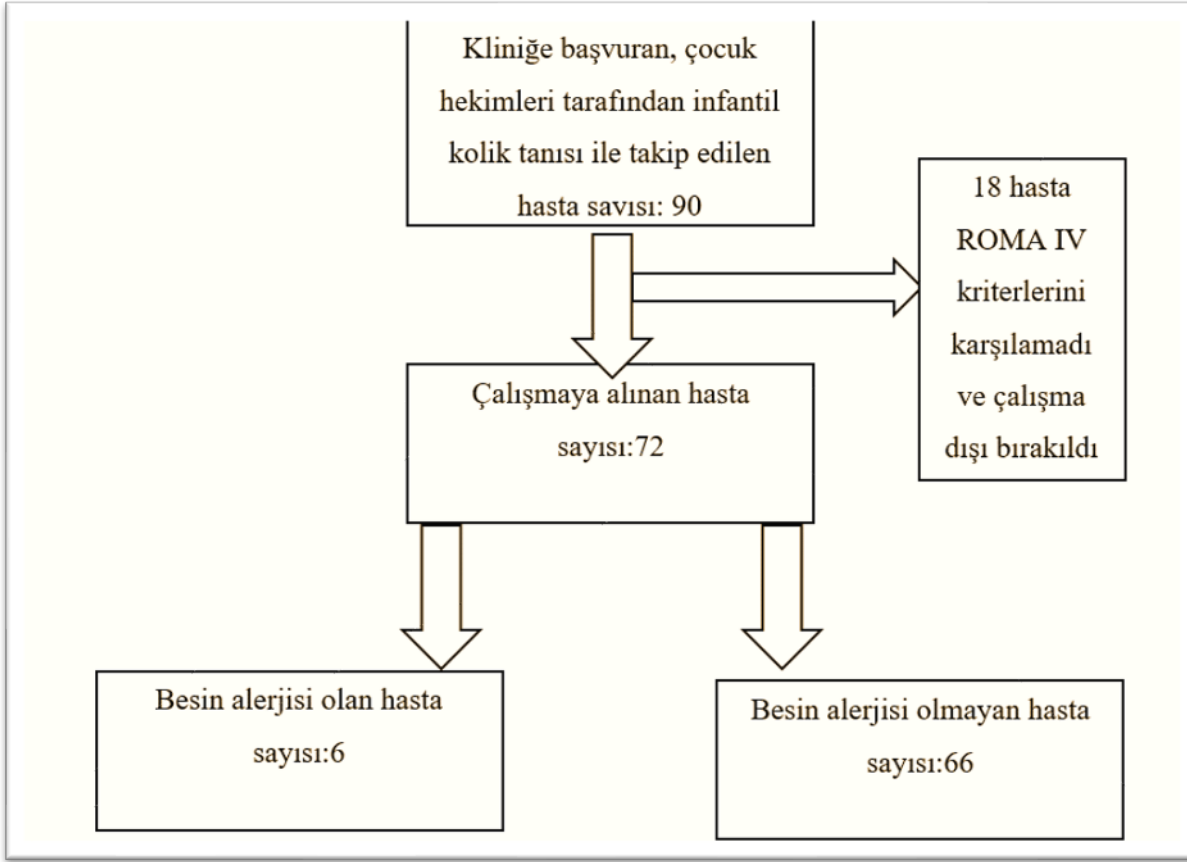 Kliniğe başvuran, çocuk
hekimleri tarafından infantil
kolik tanısı ile takip edilen
hasta savısı: 90
18 hasta
ROMA IV
kriterlerini
karşılamadı
ve çalışma
dışı bırakıldı
Çalışmaya alınan hasta
sayısı:72
Besin alerjisi olan hasta
sayısı:6
Besin alerjisi olmayan hasta
sayısı:66